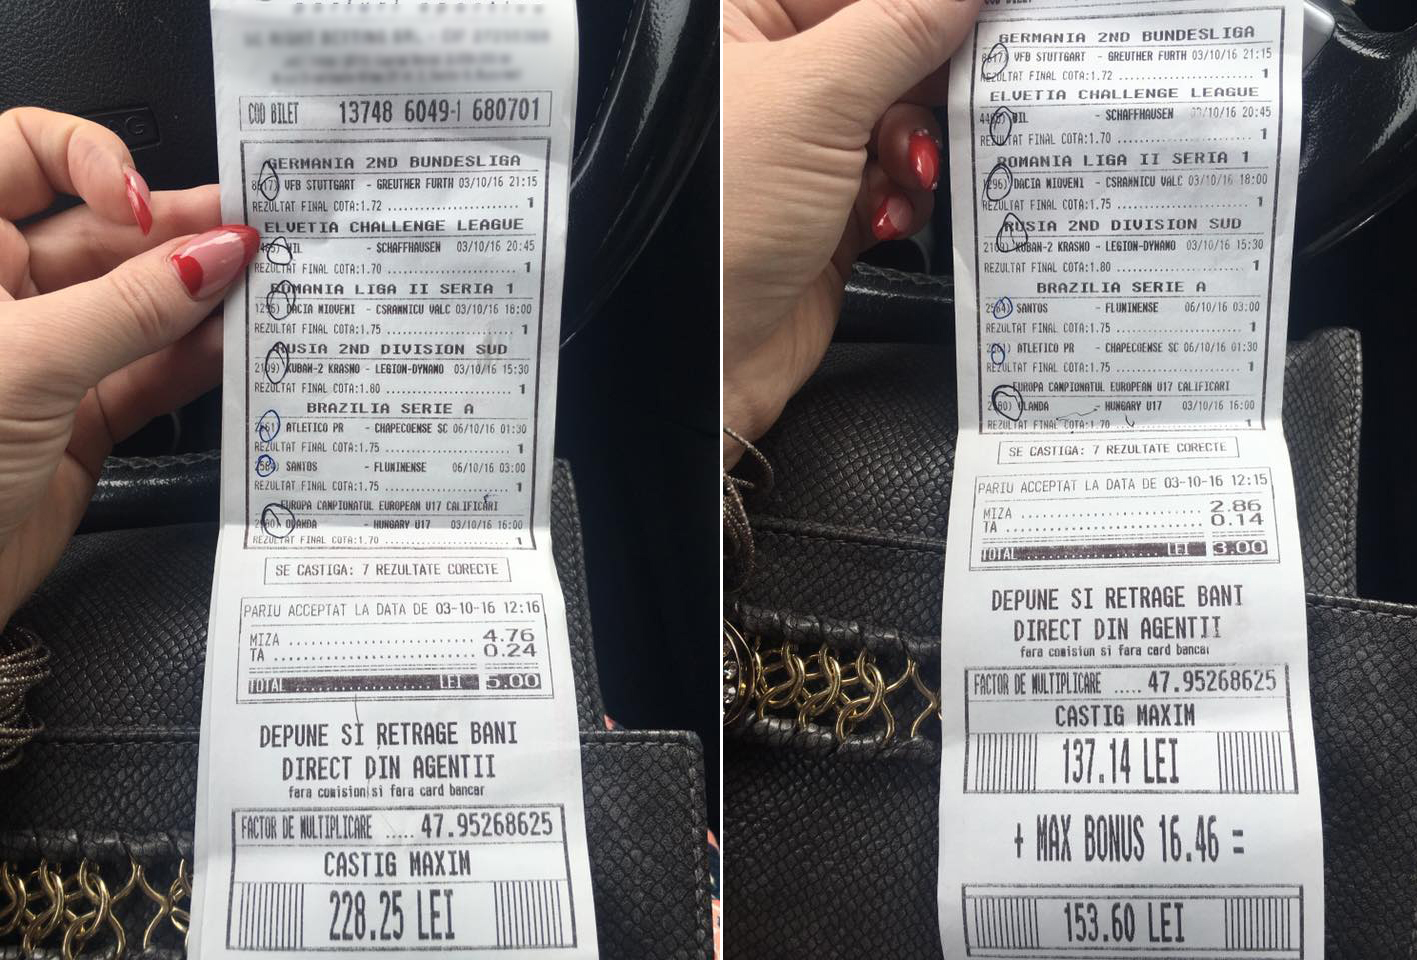 COD BILET 13748 6049-1 680701
GERMANIA 2ND BUNDESLIGA
VFB STUTTGART - GREUTHER FURTH 03/10/16 21:15
REZULTAT FINAL COTA:1.72 .......... 1
ELVETIA CHALLENGE LEAGUE
- SCHAFFHAUSEN 03/10/16 20:45
REZULTAT FINAL COTA:1.70 .......... 1
ROMANIA LIGA II SERIA 1
DACIA MIOVENI - CSRAMNICU VALC 03/10/16 18:00
REZULTAT FINAL COTA:1.75 .......... 1
RUSIA 2ND DIVISION SUD
KUBAN-2 KRASNO - LEGION-DYNAMO 03/10/16 15:30
REZULTAT FINAL COTA:1.80 .......... 1
BRAZILIA SERIE A
ATLETICO PR - CHAPECOENSE SC 06/10/16 01:30
REZULTAT FINAL COTA:1.75 .......... 1
SANTOS - FLUMINENSE 06/10/16 03:00
REZULTAT FINAL COTA:1.75 .......... 1
EUROPA CAMPIONATUL EUROPEAN U17 CALIFICARI
OLANDA - HUNGARY U17 03/10/16 16:00
REZULTAT FINAL COTA:1.70 .......... 1
SE CASTIGA: 7 REZULTATE CORECTE
PARIU ACCEPTAT LA DATA DE 03-10-16 12:16
MIZA .......... 4.76
TA .......... 0.24
TOTAL LEI 5.00
DEPUNE SI RETRAGE BANI
DIRECT DIN AGENTII
fara comision si fara card bancar
FACTOR DE MULTIPLICARE ..... 47.95268625
CASTIG MAXIM
228.25 LEI
COD BILET
GERMANIA 2ND BUNDESLIGA
VFB STUTTGART - GREUTHER FURTH 03/10/16 21:15
REZULTAT FINAL COTA:1.72 .......... 1
ELVETIA CHALLENGE LEAGUE
WIL - SCHAFFHAUSEN 03/10/16 20:45
REZULTAT FINAL COTA:1.70 .......... 1
ROMANIA LIGA II SERIA 1
DACIA MIOVENI - CSRAMNICU VALC 03/10/16 18:00
REZULTAT FINAL COTA:1.75 .......... 1
RUSIA 2ND DIVISION SUD
KUBAN-2 KRASNO - LEGION-DYNAMO 03/10/16 15:30
REZULTAT FINAL COTA:1.80 .......... 1
BRAZILIA SERIE A
SANTOS - FLUMINENSE 06/10/16 03:00
REZULTAT FINAL COTA:1.75 .......... 1
ATLETICO PR - CHAPECOENSE SC 06/10/16 01:30
REZULTAT FINAL COTA:1.75 .......... 1
EUROPA CAMPIONATUL EUROPEAN U17 CALIFICARI
OLANDA - HUNGARY U17 03/10/16 16:00
REZULTAT FINAL COTA:1.70 .......... 1
SE CASTIGA: 7 REZULTATE CORECTE
PARIU ACCEPTAT LA DATA DE 03-10-16 12:15
MIZA .......... 2.86
TA .......... 0.14
TOTAL LEI 3.00
DEPUNE SI RETRAGE BANI
DIRECT DIN AGENTII
fara comision si fara card bancar
FACTOR DE MULTIPLICARE ..... 47.95268625
CASTIG MAXIM
137.14 LEI
+ MAX BONUS 16.46 =
153.60 LEI